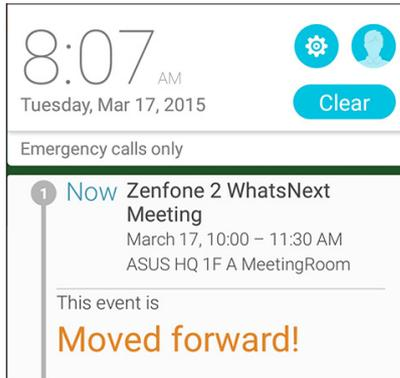 8:07 AM
Tuesday, Mar 17, 2015
Clear
Emergency calls only
1 Now Zenfone 2 WhatsNext
Meeting
March 17, 10:00 – 11:30 AM
ASUS HQ 1F A MeetingRoom
This event is
Moved forward!